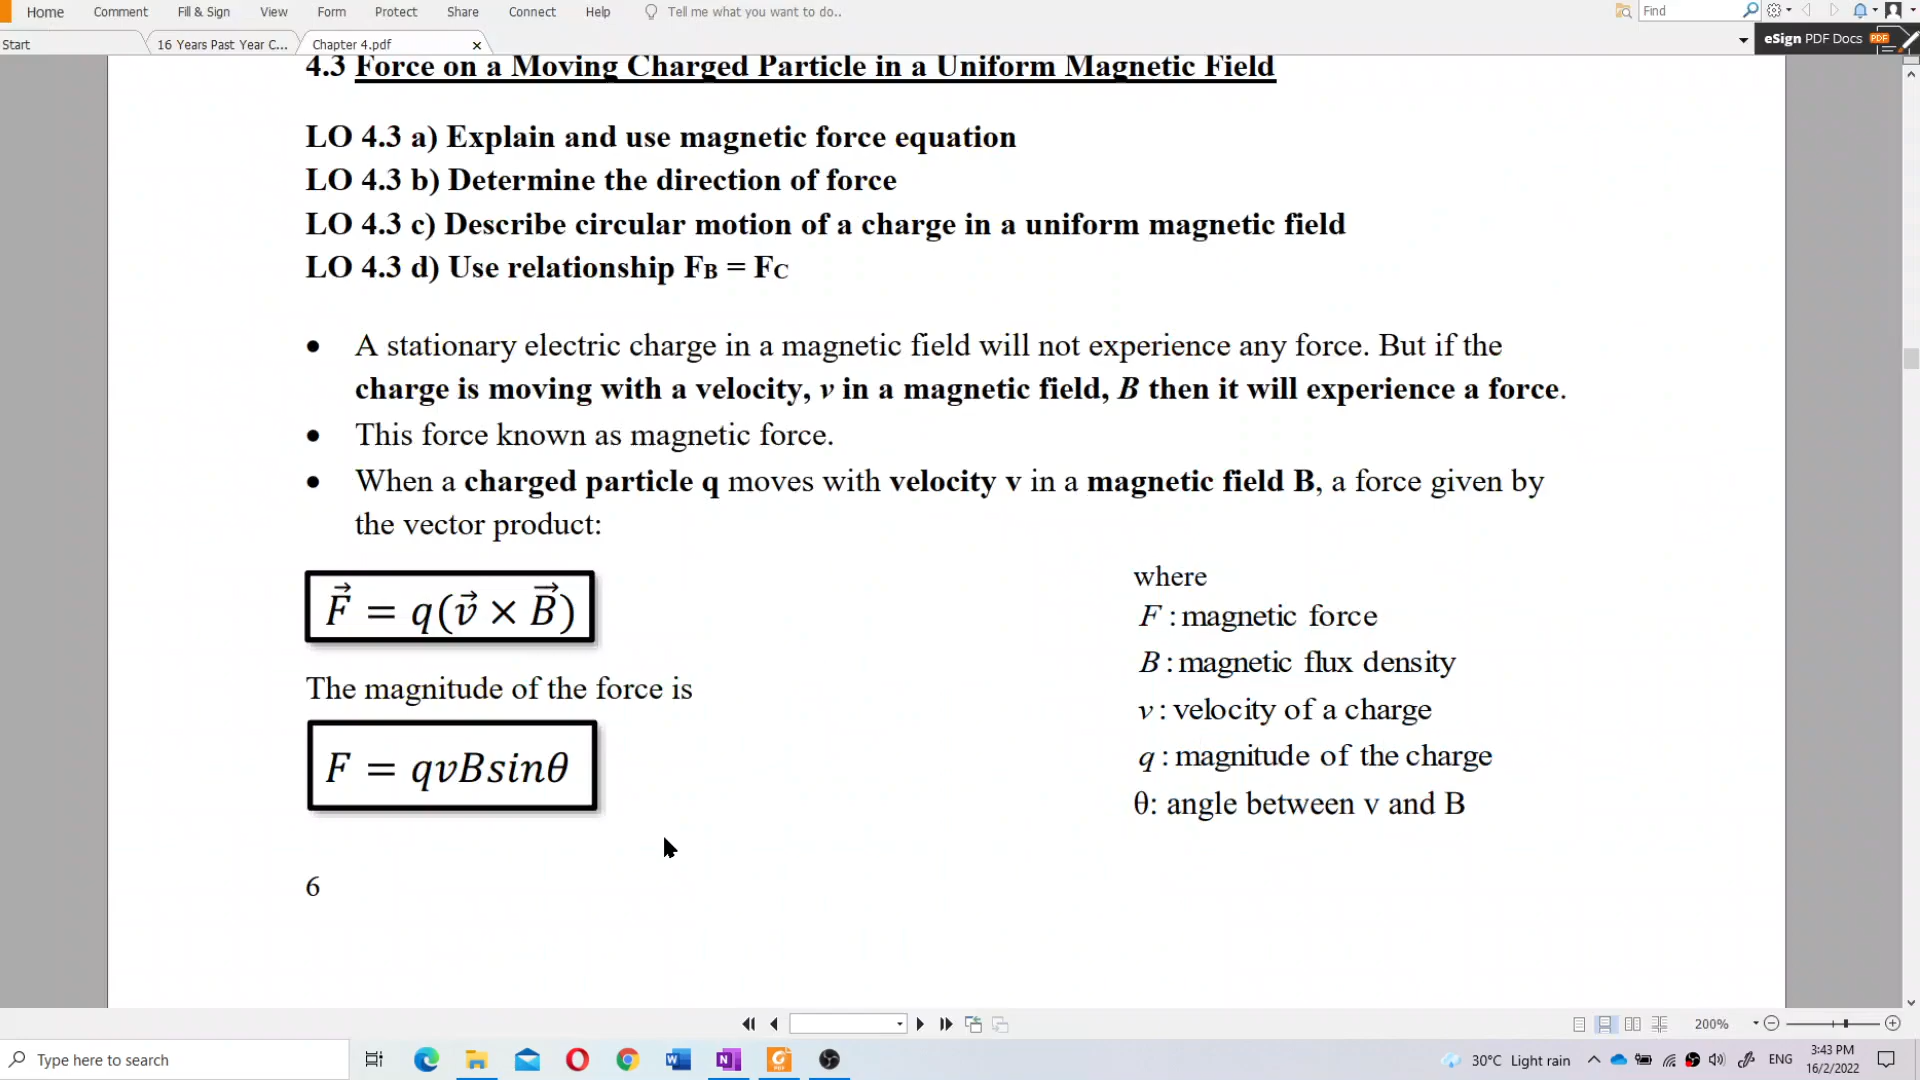 Home Comment Fill & Sign View Form Protect Share Connect Help Tell me what you want to do.. Find
Start 16 Years Past Year C... Chapter 4.pdf × eSign PDF Docs PDF
4.3 Force on a Moving Charged Particle in a Uniform Magnetic Field
LO 4.3 a) Explain and use magnetic force equation
LO 4.3 b) Determine the direction of force
LO 4.3 c) Describe circular motion of a charge in a uniform magnetic field
LO 4.3 d) Use relationship FB = FC
• A stationary electric charge in a magnetic field will not experience any force. But if the
charge is moving with a velocity, v in a magnetic field, B then it will experience a force.
• This force known as magnetic force.
• When a charged particle q moves with velocity v in a magnetic field B, a force given by
the vector product:
F⃗ = q(v⃗ × B⃗)
The magnitude of the force is
F = qvBsinθ
where
F : magnetic force
B : magnetic flux density
v : velocity of a charge
q : magnitude of the charge
θ: angle between v and B
6
200%
Type here to search
30°C Light rain
ENG
3:43 PM
16/2/2022